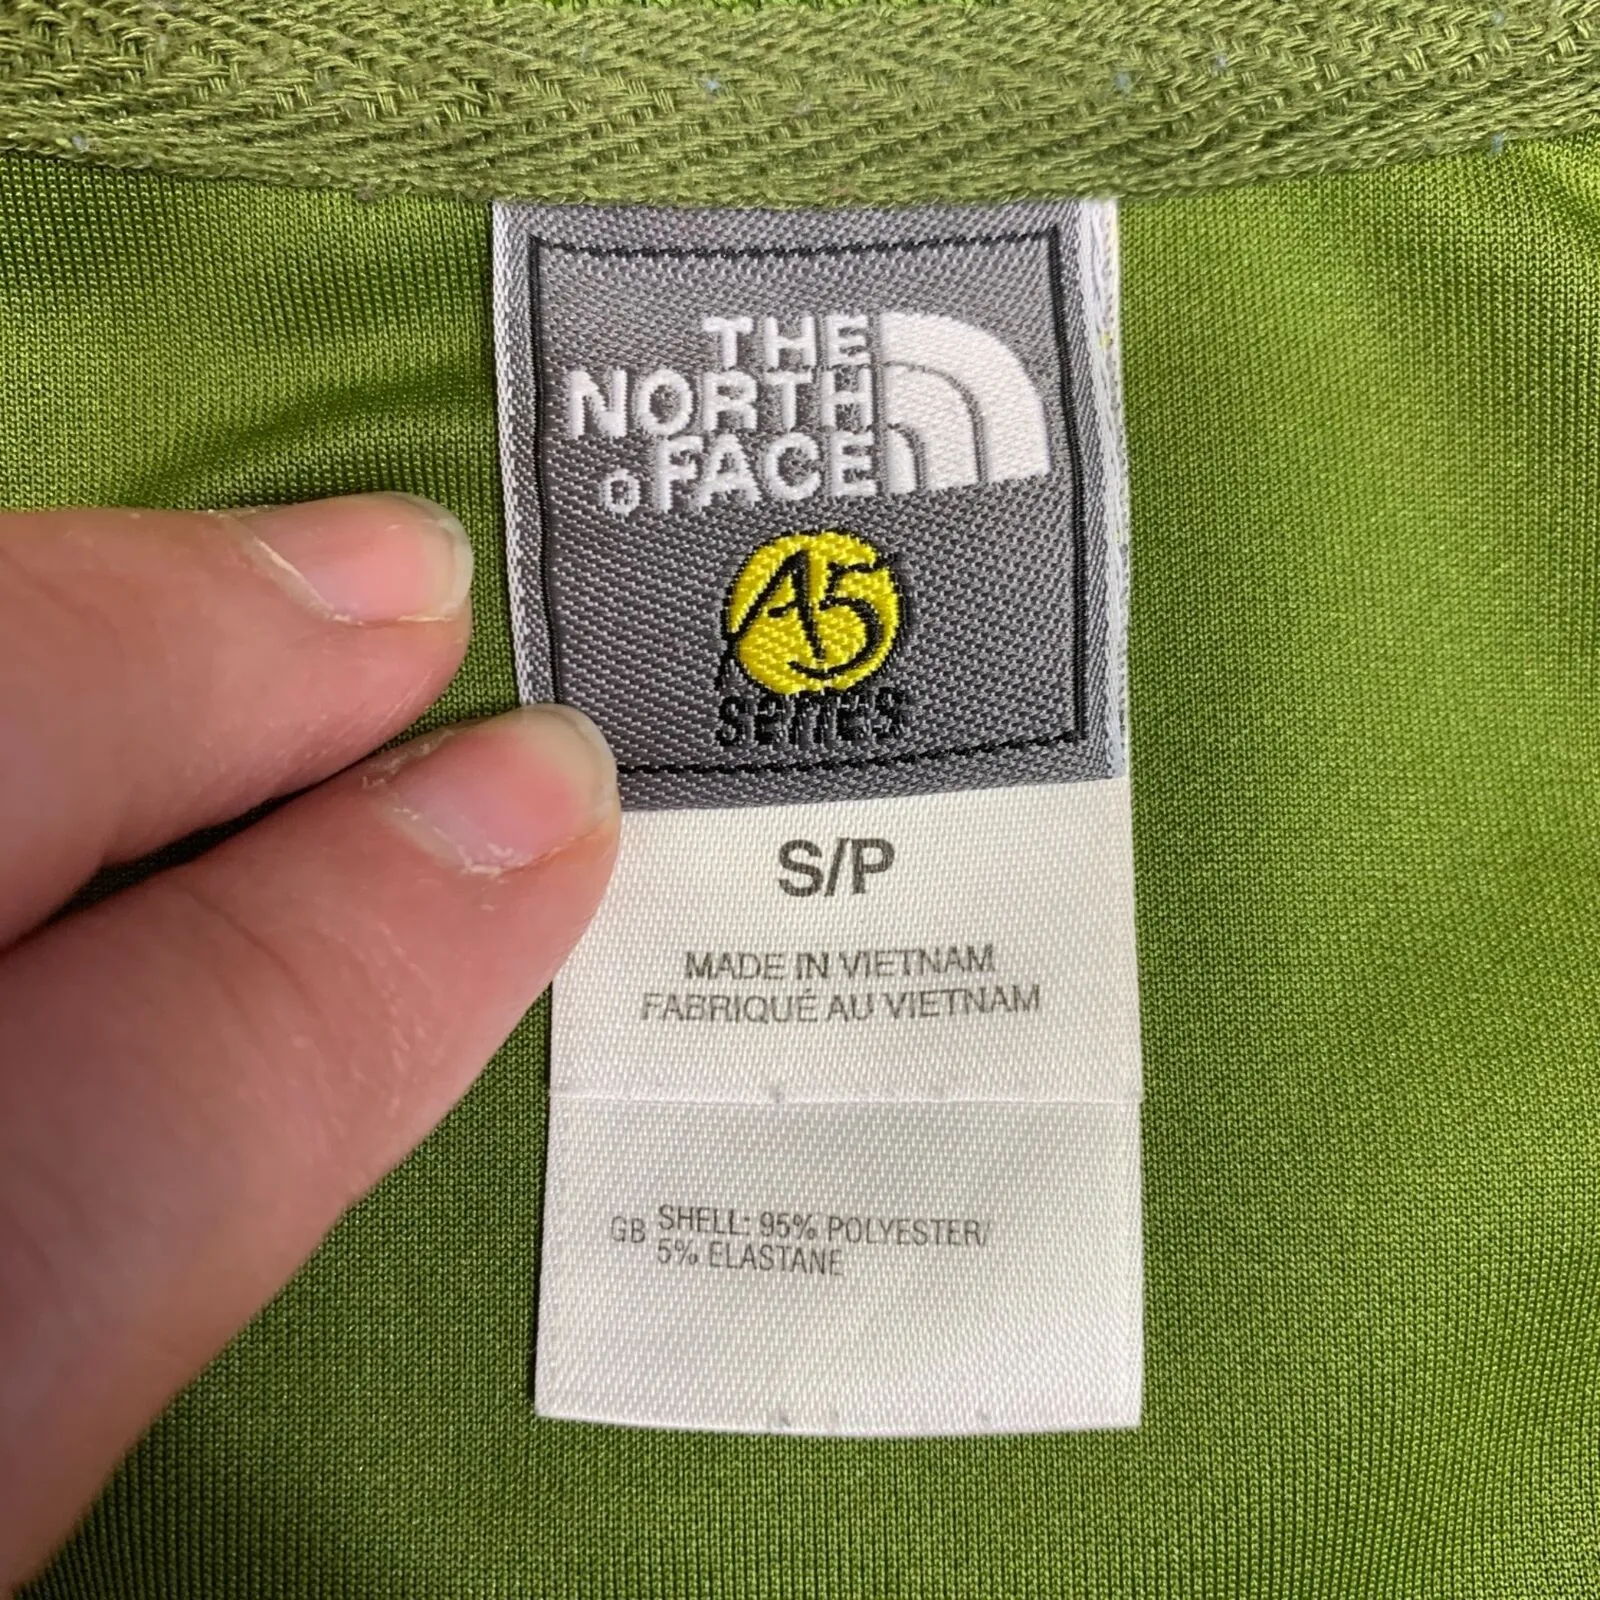 THE
NORTH
FACE
A5
series
S/P
MADE IN VIETNAM
FABRIQUÉ AU VIETNAM
GB SHELL: 95% POLYESTER/
5% ELASTANE